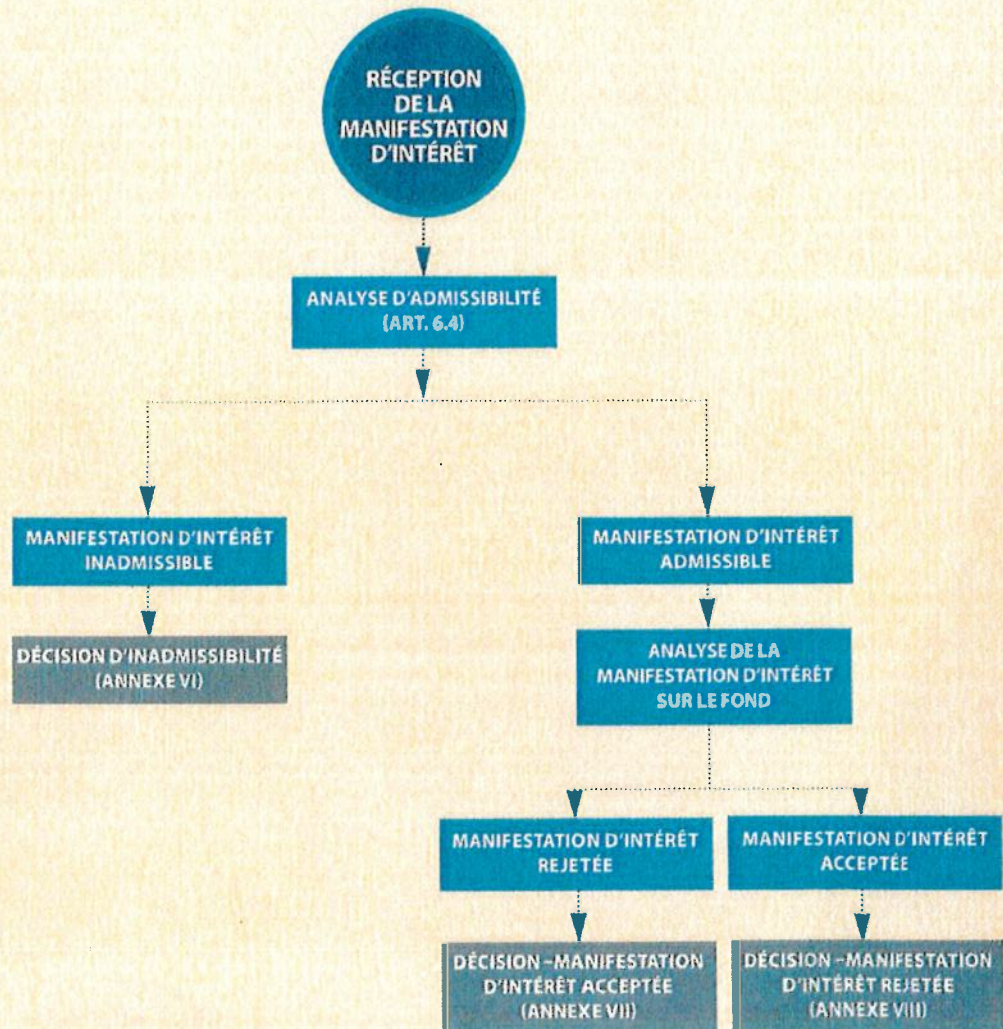 RÉCEPTION
DE LA
MANIFESTATION
D'INTÉRÊT
ANALYSE D'ADMISSIBILITÉ
(ART. 6.4)
MANIFESTATION D'INTÉRÊT
INADMISSIBLE
DÉCISION D'INADMISSIBILITÉ
(ANNEXE VI)
MANIFESTATION D'INTÉRÊT
ADMISSIBLE
ANALYSE DE LA
MANIFESTATION D'INTÉRÊT
SUR LE FOND
MANIFESTATION D'INTÉRÊT
REJETÉE
DÉCISION –MANIFESTATION
D'INTÉRÊT ACCEPTÉE
(ANNEXE VII)
MANIFESTATION D'INTÉRÊT
ACCEPTÉE
DÉCISION –MANIFESTATION
D'INTÉRÊT REJETÉE
(ANNEXE VIII)